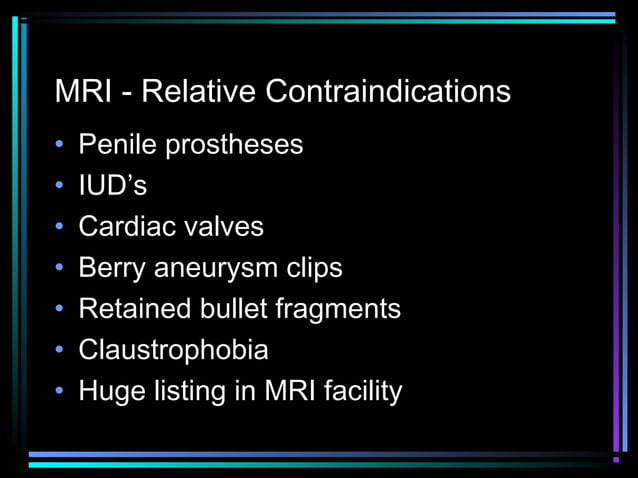 MRI - Relative Contraindications
• Penile prostheses
• IUD’s
• Cardiac valves
• Berry aneurysm clips
• Retained bullet fragments
• Claustrophobia
• Huge listing in MRI facility